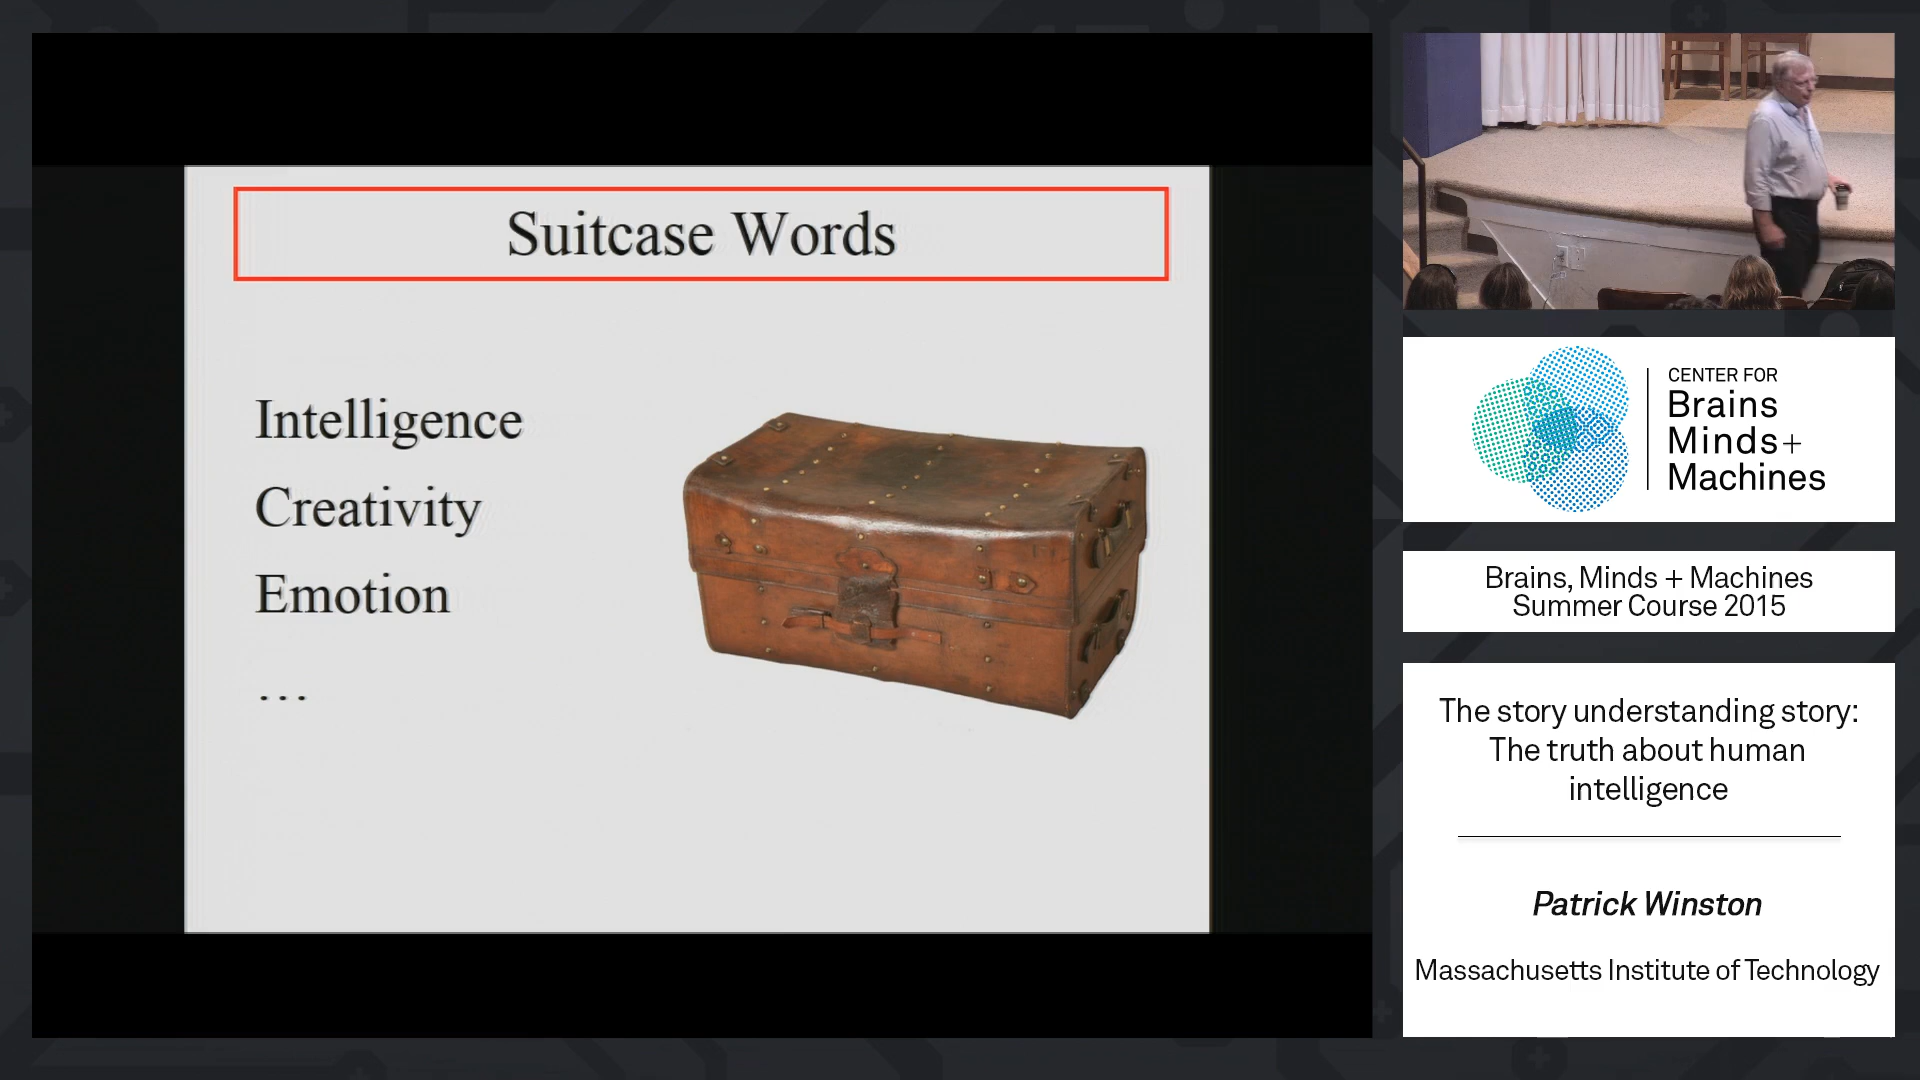 Suitcase Words
Intelligence
Creativity
Emotion
...
CENTER FOR
Brains
Minds+
Machines
Brains, Minds + Machines
Summer Course 2015
The story understanding story:
The truth about human
intelligence
Patrick Winston
Massachusetts Institute of Technology